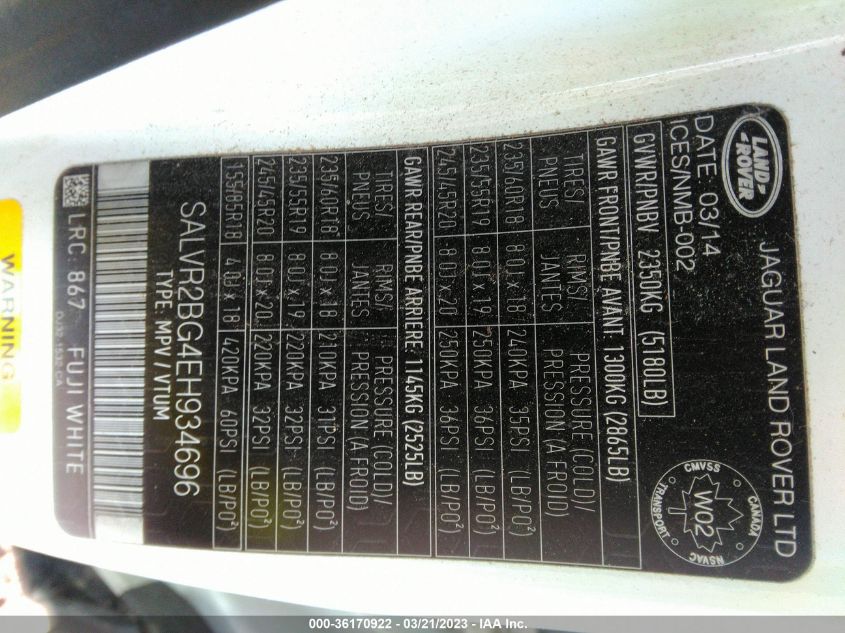 LAND
ROVER
JAGUAR LAND ROVER LTD
DATE 03/14
ICES/NMB-002
GVWR/PNBV 2350KG (5180LB)
CMVSS
CANADA
TRANSPORT
NSVAC
W02
GAWR FRONT/PNBE AVANT: 1300KG (2865LB)
TIRES/ RIMS/ PRESSURE (COLD)/
PNEUS JANTES PRESSION (A FROID)
235/60R18 8.0J x 18 240KPA 35PSI (LB/PO²)
235/55R19 8.0J x 19 250KPA 36PSI (LB/PO²)
245/45R20 8.0J x 20 250KPA 36PSI (LB/PO²)
GAWR REAR/PNBE ARRIERE: 1145KG (2525LB)
TIRES/ RIMS/ PRESSURE (COLD)/
PNEUS JANTES PRESSION (A FROID)
235/60R18 8.0J x 18 210KPA 31PSI (LB/PO²)
235/55R19 8.0J x 19 220KPA 32PSI (LB/PO²)
245/45R20 8.0J x 20 220KPA 32PSI (LB/PO²)
155/85R18 4.0J x 18 420KPA 60PSI (LB/PO²)
SALVR2BG4EH934696
TYPE: MPV / VTUM
LRC: 867 FUJI WHITE
WARNING
000-36170922 - 03/21/2023 - IAA Inc.